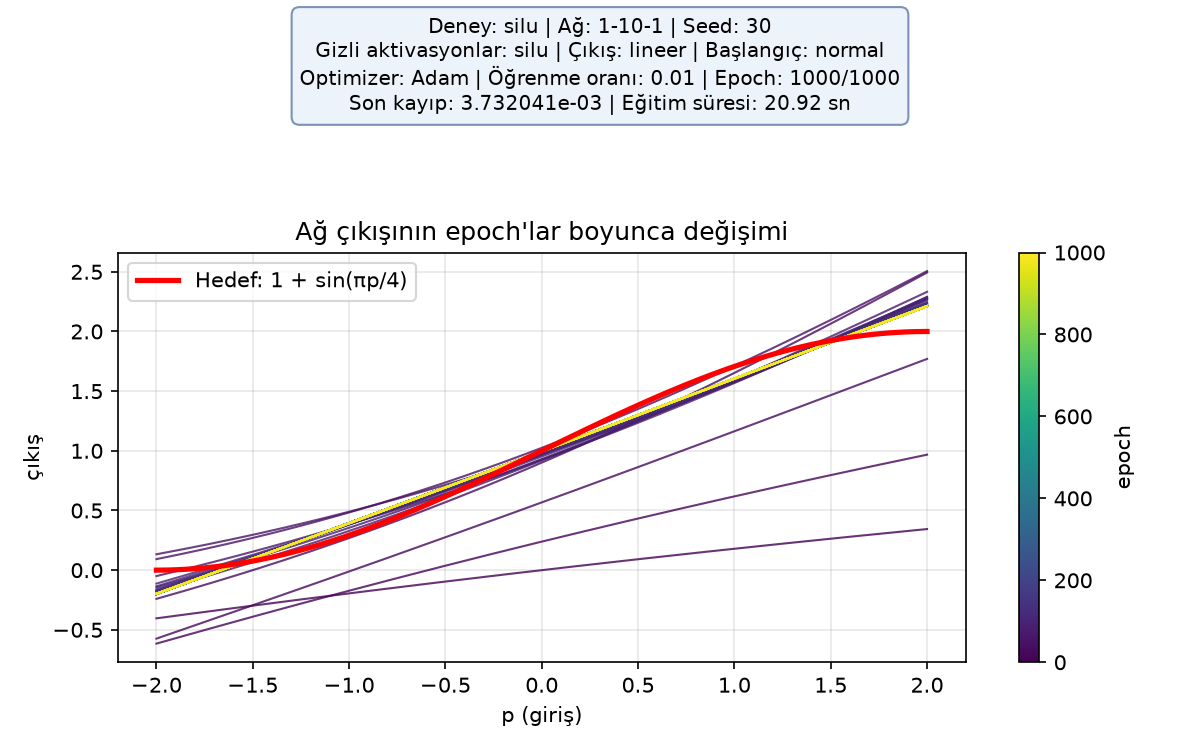 Deney: silu | Ağ: 1-10-1 | Seed: 30
Gizli aktivasyonlar: silu | Çıkış: lineer | Başlangıç: normal
Optimizer: Adam | Öğrenme oranı: 0.01 | Epoch: 1000/1000
Son kayıp: 3.732041e-03 | Eğitim süresi: 20.92 sn
Ağ çıkışının epoch'lar boyunca değişimi
Hedef: 1 + sin(πp/4)
2.5
2.0
1.5
1.0
0.5
0.0
−0.5
çıkış
−2.0 −1.5 −1.0 −0.5 0.0 0.5 1.0 1.5 2.0
p (giriş)
1000
800
600
400
200
0
epoch